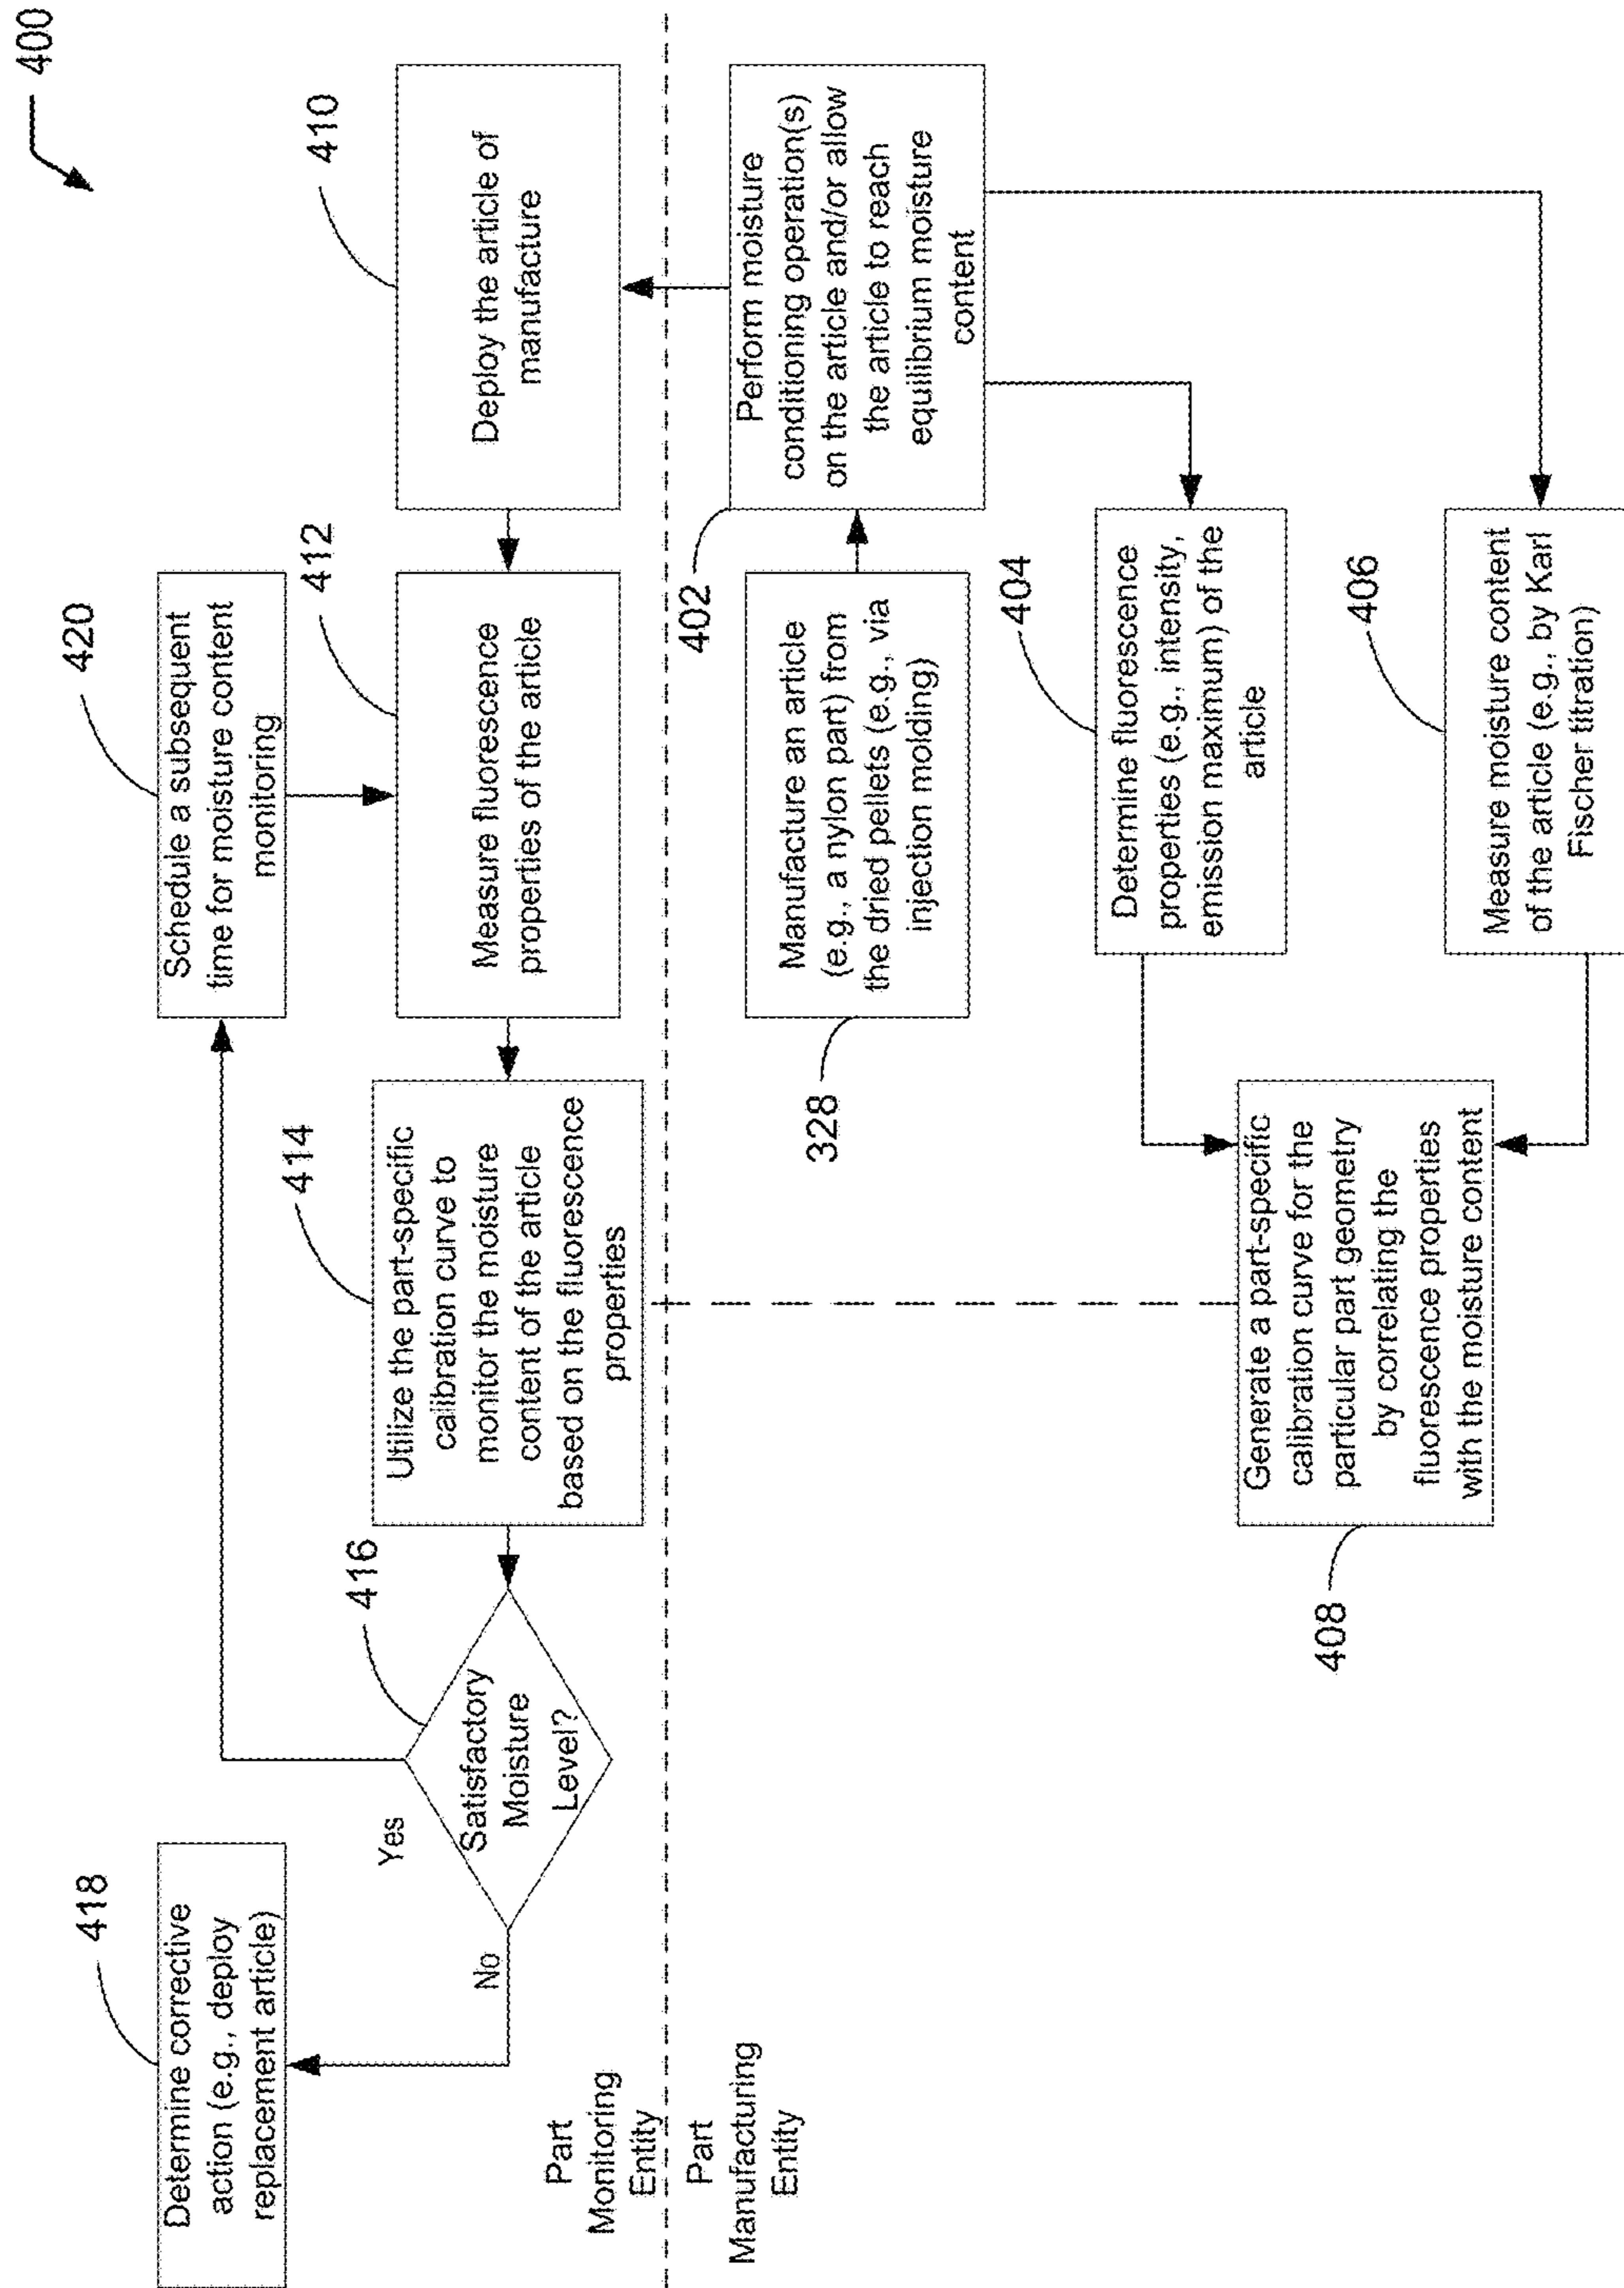 400
418
Determine corrective
action (e.g., deploy
replacement article)
420
Schedule a subsequent
time for moisture content
monitoring
416
Satisfactory
Moisture
Level?
Yes
No
414
Utilize the part-specific
calibration curve to
monitor the moisture
content of the article
based on the fluorescence
properties
412
Measure fluorescence
properties of the article
410
Deploy the article of
manufacture
Part
Monitoring
Entity
Part
Manufacturing
Entity
328
Manufacture an article
(e.g., a nylon part) from
the dried pellets (e.g., via
injection molding)
402
Perform moisture
conditioning operation(s)
on the article and/or allow
the article to reach
equilibrium moisture
content
404
Determine fluorescence
properties (e.g., intensity,
emission maximum) of the
article
408
Generate a part-specific
calibration curve for the
particular part geometry
by correlating the
fluorescence properties
with the moisture content
406
Measure moisture content
of the article (e.g., by Karl
Fischer titration)